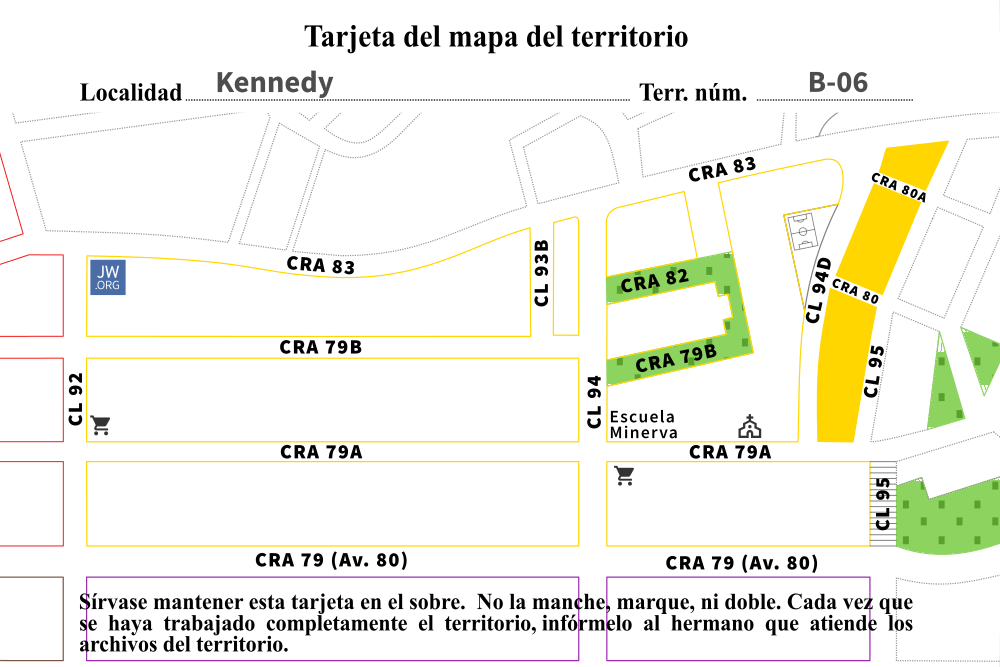 Tarjeta del mapa del territorio
Localidad Kennedy Terr. núm. B-06
CRA 83
CRA 80A
CL 93B
CRA 83
JW
.ORG
CRA 82
CL 94D
CRA 80
CRA 79B
CRA 79B
CL 95
CL 92
CL 94
Escuela
Minerva
CRA 79A
CRA 79A
CL 95
CRA 79 (Av. 80)
CRA 79 (Av. 80)
Sírvase mantener esta tarjeta en el sobre. No la manche, marque, ni doble. Cada vez que
se haya trabajado completamente el territorio, infórmelo al hermano que atiende los
archivos del territorio.